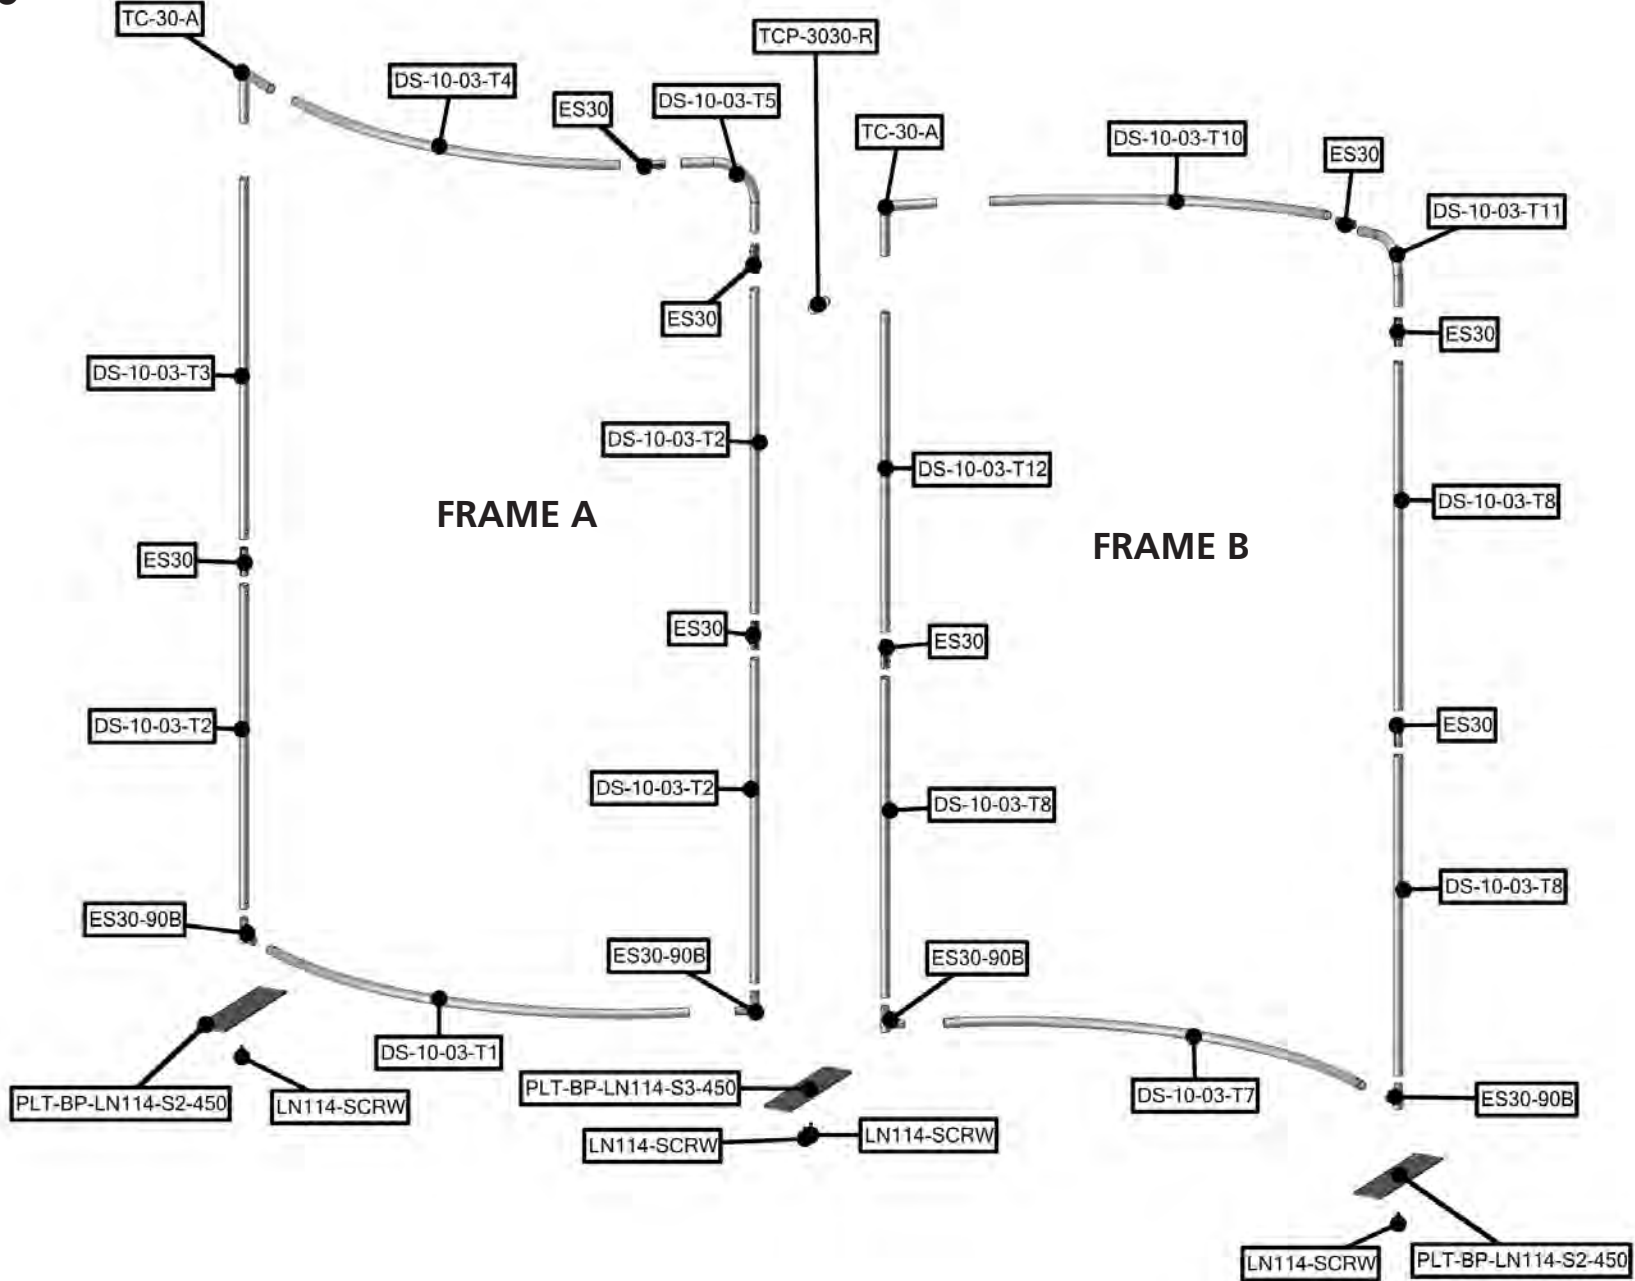 TC-30-A
TCP-3030-R
DS-10-03-T4
ES30
DS-10-03-T5
TC-30-A
DS-10-03-T10
ES30
DS-10-03-T11
ES30
ES30
DS-10-03-T3
DS-10-03-T2
DS-10-03-T12
DS-10-03-T8
FRAME A
FRAME B
ES30
ES30
ES30
ES30
DS-10-03-T2
DS-10-03-T2
DS-10-03-T8
DS-10-03-T8
ES30-90B
ES30-90B
ES30-90B
DS-10-03-T1
PLT-BP-LN114-S2-450
LN114-SCRW
PLT-BP-LN114-S3-450
DS-10-03-T7
ES30-90B
LN114-SCRW
LN114-SCRW
LN114-SCRW
PLT-BP-LN114-S2-450